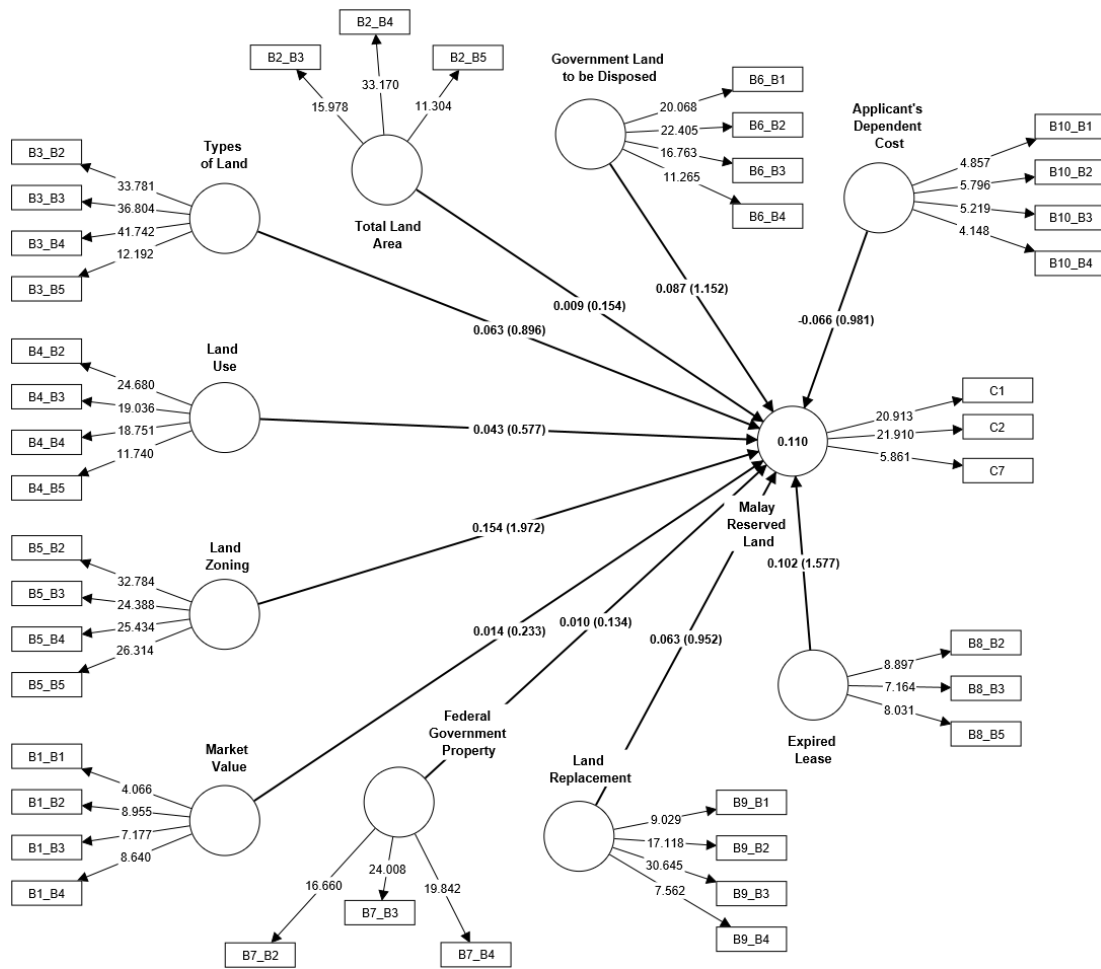 B2_B3
B2_B4
B2_B5
15.978
33.170
11.304
Total Land
Area
Government Land
to be Disposed
B6_B1
B6_B2
B6_B3
B6_B4
20.068
22.405
16.763
11.265
Applicant's
Dependent
Cost
B10_B1
B10_B2
B10_B3
B10_B4
4.857
5.796
5.219
4.148
Types
of Land
B3_B2
B3_B3
B3_B4
B3_B5
33.781
36.804
41.742
12.192
0.087 (1.152)
0.009 (0.154)
-0.066 (0.981)
0.063 (0.896)
Land
Use
B4_B2
B4_B3
B4_B4
B4_B5
24.680
19.036
18.751
11.740
0.043 (0.577)
0.110
Malay
Reserved
Land
C1
C2
C7
20.913
21.910
5.861
Land
Zoning
B5_B2
B5_B3
B5_B4
B5_B5
32.784
24.388
25.434
26.314
0.154 (1.972)
0.102 (1.577)
0.014 (0.233)
0.010 (0.134)
0.063 (0.952)
Expired
Lease
B8_B2
B8_B3
B8_B5
8.897
7.164
8.031
Market
Value
B1_B1
B1_B2
B1_B3
B1_B4
4.066
8.955
7.177
8.640
Federal
Government
Property
16.660
24.008
19.842
B7_B2
B7_B3
B7_B4
Land
Replacement
B9_B1
B9_B2
B9_B3
B9_B4
9.029
17.118
30.645
7.562